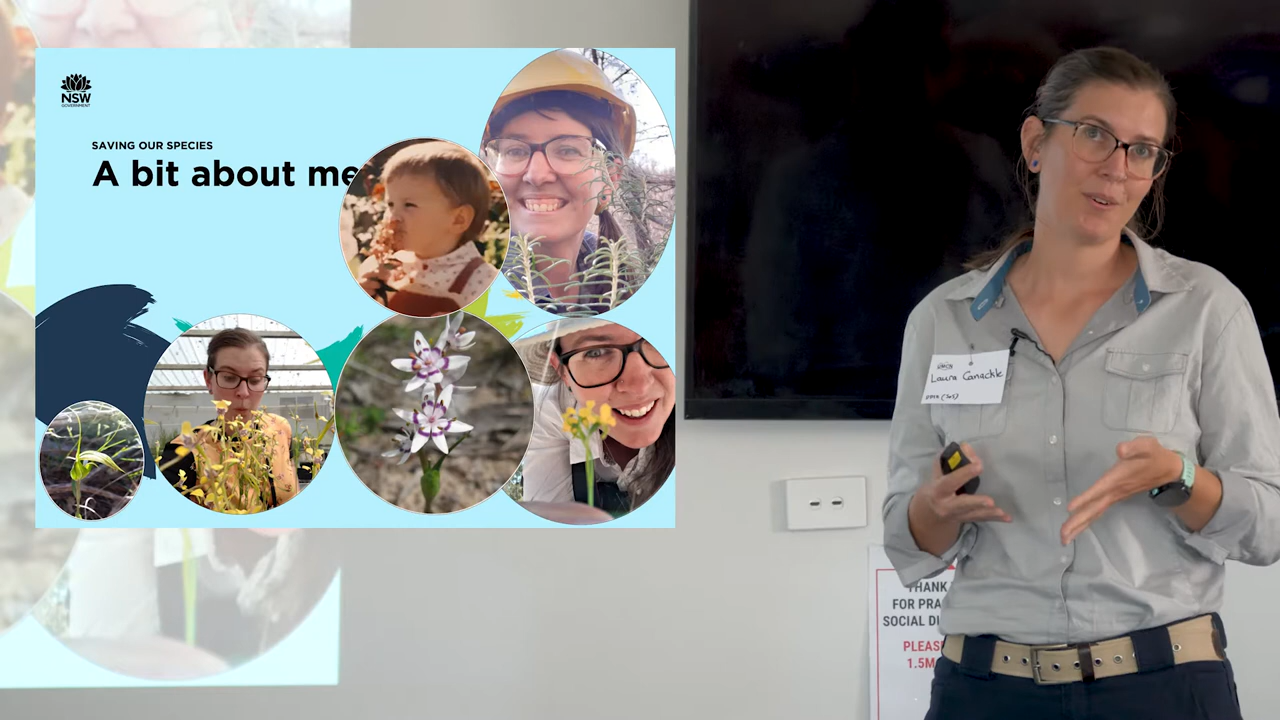 NSW
GOVERNMENT
SAVING OUR SPECIES
A bit about me
Laura Canackle
THANK
FOR PRA
SOCIAL DI
PLEAS
1.5M